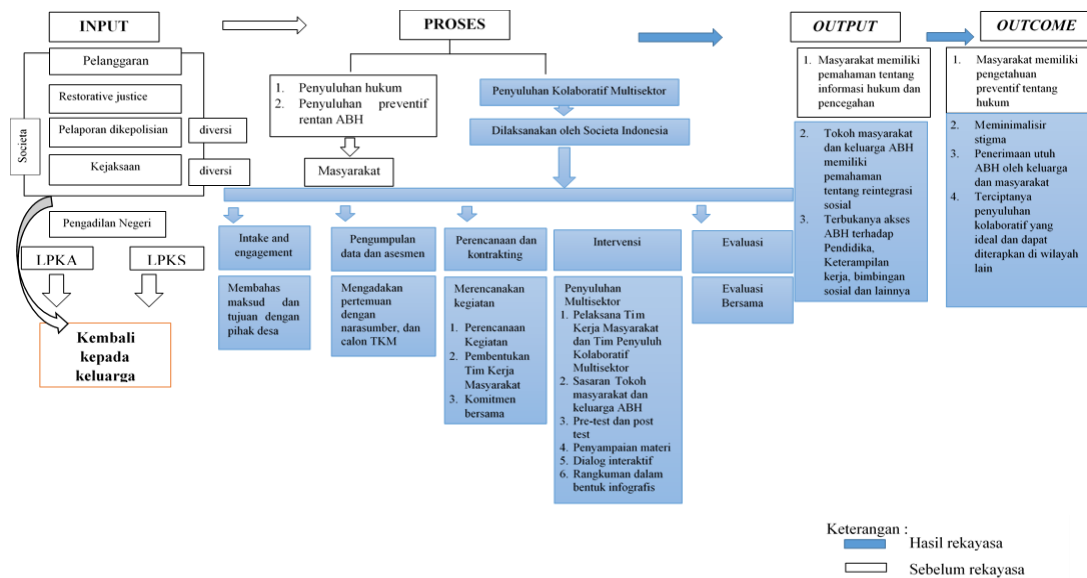 INPUT
Pelanggaran
Restorative justice
Pelaporan dikepolisian
diversi
Kejaksaan
diversi
Societa
Pengadilan Negeri
LPKA
LPKS
Kembali
kepada
keluarga
PROSES
1. Penyuluhan hukum
2. Penyuluhan preventif
rentan ABH
Masyarakat
Penyuluhan Kolaboratif Multisektor
Dilaksanakan oleh Societa Indonesia
Intake and
engagement
Membahas
maksud dan
tujuan dengan
pihak desa
Pengumpulan
data dan asesmen
Mengadakan
pertemuan
dengan
narasumber, dan
calon TKM
Perencanaan dan
kontrakting
Merencanakan
kegiatan
1. Perencanaan
Kegiatan
2. Pembentukan
Tim Kerja
Masyarakat
3. Komitmen
bersama
Intervensi
Penyuluhan
Multisektor
1. Pelaksana Tim
Kerja Masyarakat
dan Tim Penyuluh
Kolaboratif
Multisektor
2. Sasaran Tokoh
masyarakat dan
keluarga ABH
3. Pre-test dan post
test
4. Penyampaian materi
5. Dialog interaktif
6. Rangkuman dalam
bentuk infografis
Evaluasi
Evaluasi
Bersama
OUTPUT
1. Masyarakat memiliki
pemahaman tentang
informasi hukum dan
pencegahan
2. Tokoh masyarakat
dan keluarga ABH
memiliki
pemahaman
tentang reintegrasi
sosial
3. Terbukanya akses
ABH terhadap
Pendidika,
Keterampilan
kerja, bimbingan
sosial dan lainnya
OUTCOME
1. Masyarakat memiliki
pengetahuan
preventif tentang
hukum
2. Meminimalisir
stigma
3. Penerimaan utuh
ABH oleh keluarga
dan masyarakat
4. Terciptanya
penyuluhan
kolaboratif yang
ideal dan dapat
diterapkan di wilayah
lain
Keterangan :
Hasil rekayasa
Sebelum rekayasa